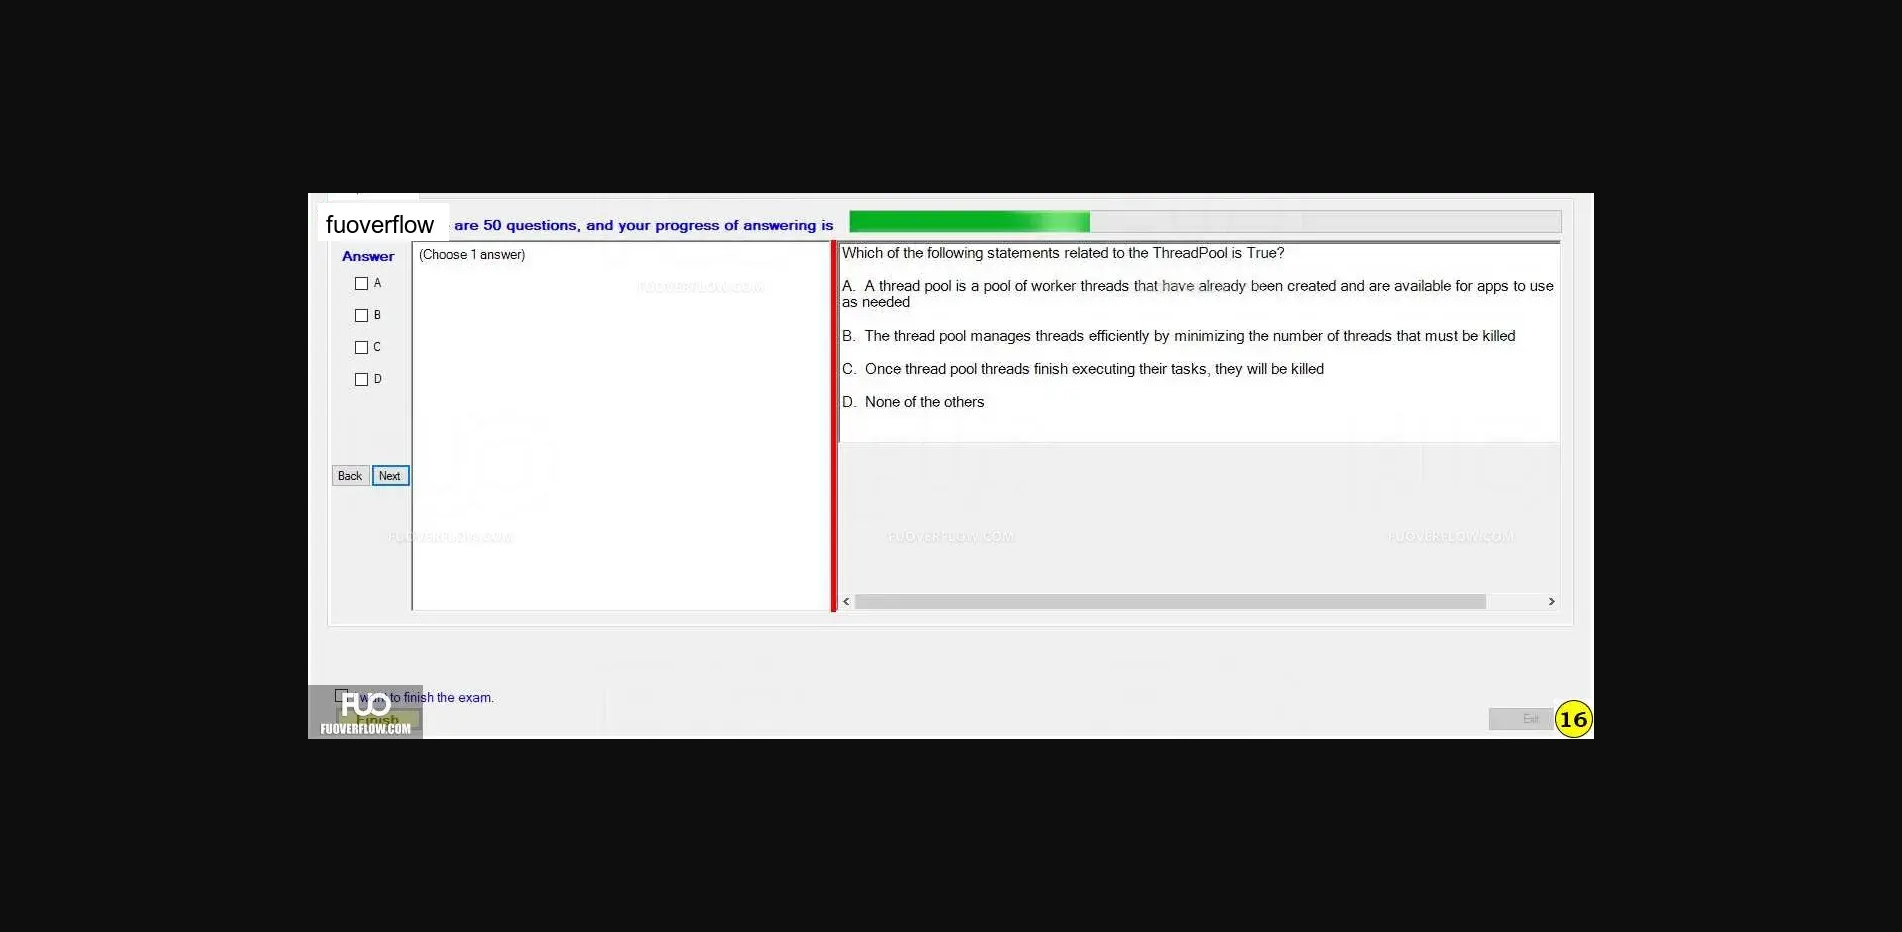 fuoverflow
are 50 questions, and your progress of answering is
Answer
A
B
C
D
Back Next
(Choose 1 answer)
Which of the following statements related to the ThreadPool is True?
A. A thread pool is a pool of worker threads that have already been created and are available for apps to use
as needed
B. The thread pool manages threads efficiently by minimizing the number of threads that must be killed
C. Once thread pool threads finish executing their tasks, they will be killed
D. None of the others
FUOVERFLOW.COM
FUOVERFLOW.COM
FUOVERFLOW.COM
FUOVERFLOW.COM
want to finish the exam.
Finish
FUO
FUOVERFLOW.COM
Exit
16